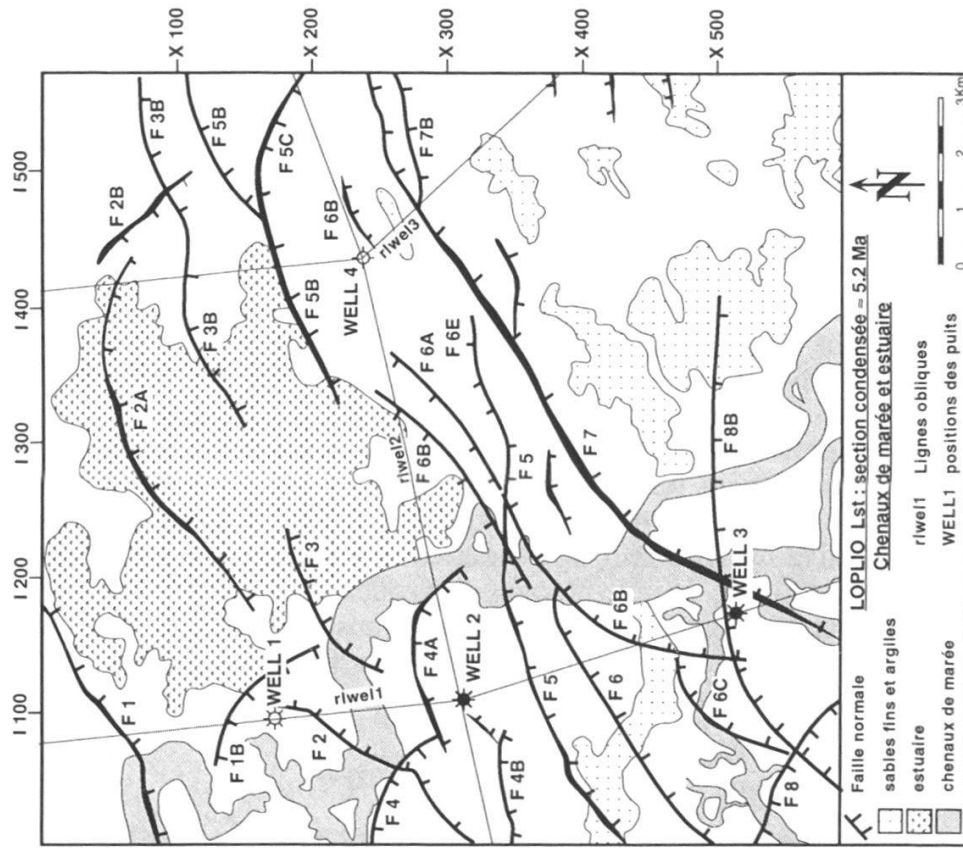 I 100
I 200
I 300
I 400
I 500
X 100
X 200
X 300
X 400
X 500
F 1
F 1B
WELL 1
F 2
F 2A
F 2B
F 3
F 3B
F 3B
F 5B
F 5C
F 5B
F 6B
WELL 4
rlwel3
rlwel1
rlwel2
F 4
F 4A
F 4B
WELL 2
F 6B
F 6A
F 6E
F 5
F 5
F 7B
F 7
F 6
F 6B
F 6C
F 8
F 8B
WELL 3
Faille normale
LOPLIO Lst : section condensée ≈ 5.2 Ma
Chenaux de marée et estuaire
sables fins et argiles
estuaire
chenaux de marée
rlwel1 Lignes obliques
WELL1 positions des puits
N
0 1 2 3Km